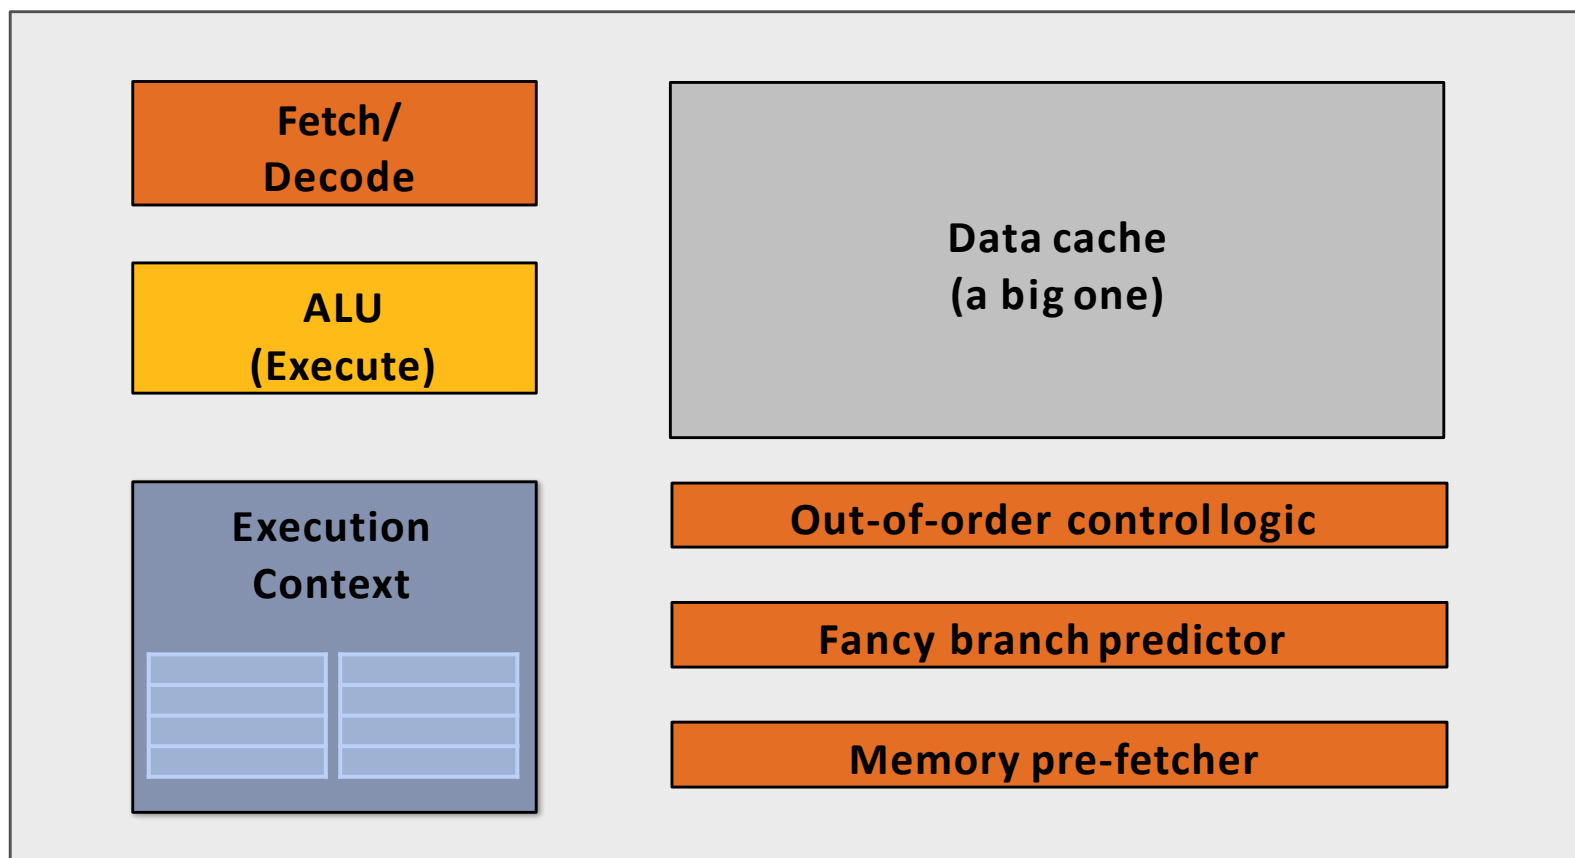 Fetch/
Decode
ALU
(Execute)
Execution
Context
Data cache
(a big one)
Out-of-order control logic
Fancy branch predictor
Memory pre-fetcher